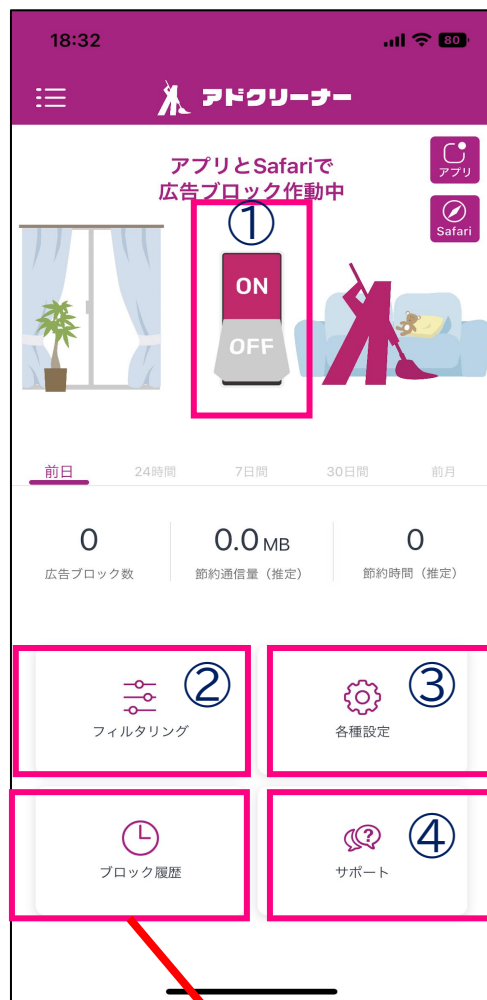 18:32
80
アドクリーナー
アプリとSafariで
広告ブロック作動中
アプリ
Safari
①
ON
OFF
前日
24時間
7日間
30日間
前月
0
0.0 MB
0
広告ブロック数
節約通信量（推定）
節約時間（推定）
②
フィルタリング
③
各種設定
ブロック履歴
④
サポート